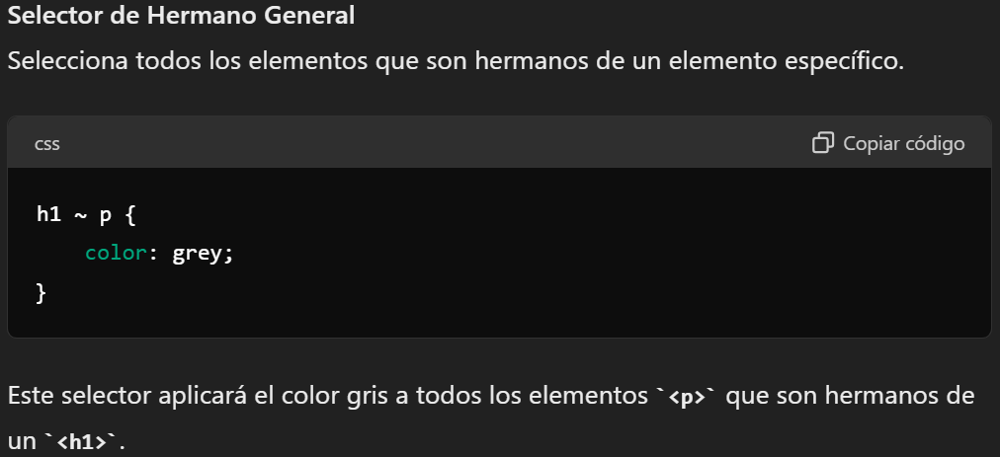 Selector de Hermano General
Selecciona todos los elementos que son hermanos de un elemento específico.
css
Copiar código
h1 ~ p {
    color: grey;
}
Este selector aplicará el color gris a todos los elementos `<p>` que son hermanos de
un `<h1>`.